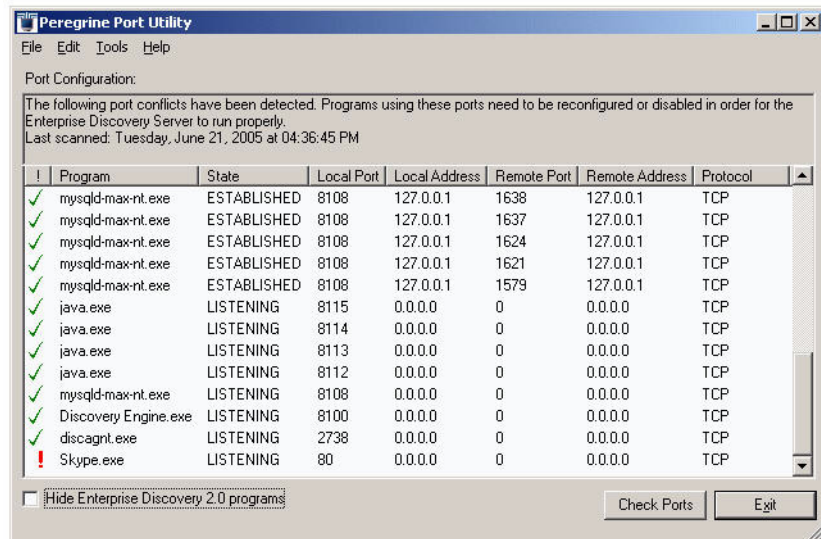 Peregrine Port Utility
File Edit Tools Help
Port Configuration:
The following port conflicts have been detected. Programs using these ports need to be reconfigured or disabled in order for the
Enterprise Discovery Server to run properly.
Last scanned: Tuesday, June 21, 2005 at 04:36:45 PM
! Program State Local Port Local Address Remote Port Remote Address Protocol
mysqld-max-nt.exe ESTABLISHED 8108 127.0.0.1 1638 127.0.0.1 TCP
mysqld-max-nt.exe ESTABLISHED 8108 127.0.0.1 1637 127.0.0.1 TCP
mysqld-max-nt.exe ESTABLISHED 8108 127.0.0.1 1624 127.0.0.1 TCP
mysqld-max-nt.exe ESTABLISHED 8108 127.0.0.1 1621 127.0.0.1 TCP
mysqld-max-nt.exe ESTABLISHED 8108 127.0.0.1 1579 127.0.0.1 TCP
java.exe LISTENING 8115 0.0.0.0 0 0.0.0.0 TCP
java.exe LISTENING 8114 0.0.0.0 0 0.0.0.0 TCP
java.exe LISTENING 8113 0.0.0.0 0 0.0.0.0 TCP
java.exe LISTENING 8112 0.0.0.0 0 0.0.0.0 TCP
mysqld-max-nt.exe LISTENING 8108 0.0.0.0 0 0.0.0.0 TCP
Discovery Engine.exe LISTENING 8100 0.0.0.0 0 0.0.0.0 TCP
discagnt.exe LISTENING 2738 0.0.0.0 0 0.0.0.0 TCP
! Skype.exe LISTENING 80 0.0.0.0 0 0.0.0.0 TCP
Hide Enterprise Discovery 2.0 programs
Check Ports Exit